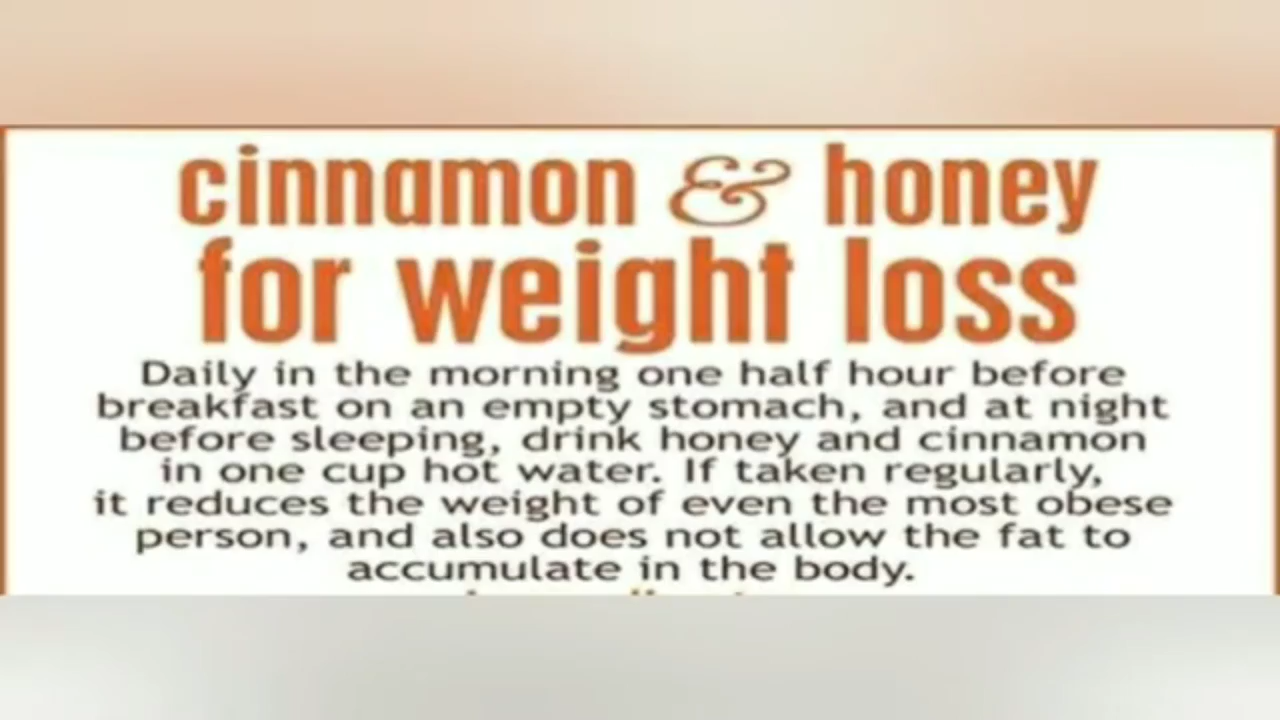 cinnamon & honey
for weight loss
Daily in the morning one half hour before
breakfast on an empty stomach, and at night
before sleeping, drink honey and cinnamon
in one cup hot water. If taken regularly,
it reduces the weight of even the most obese
person, and also does not allow the fat to
accumulate in the body.